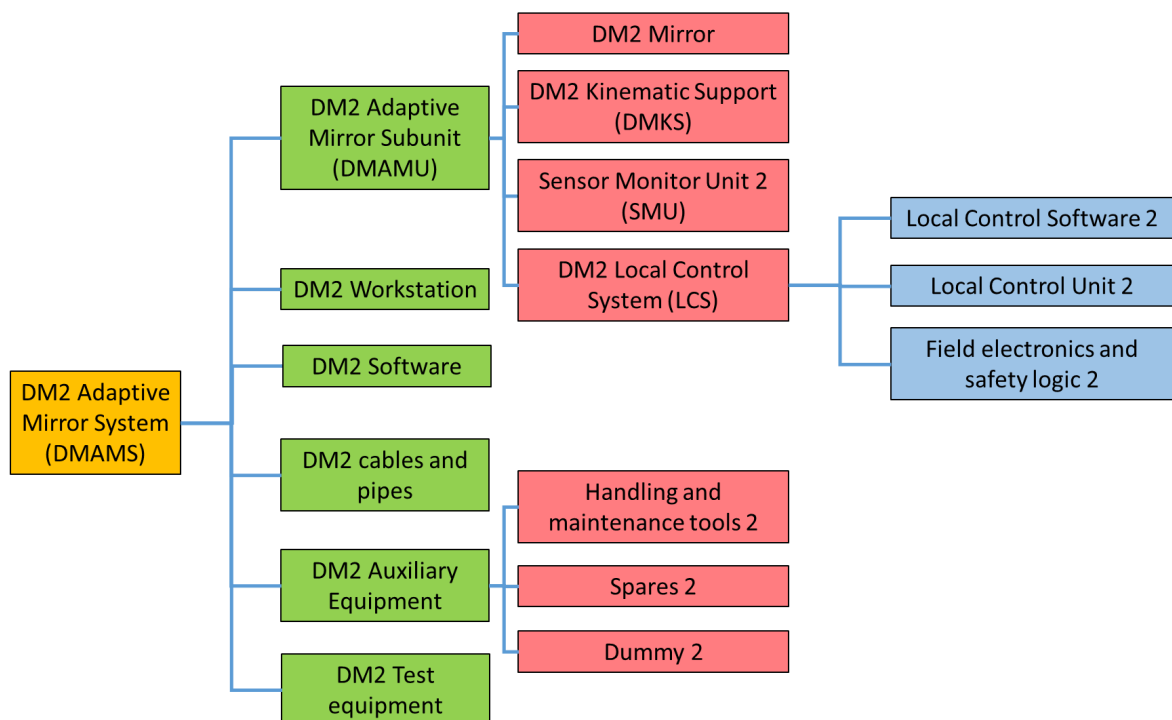 DM2 Adaptive
Mirror System
(DMAMS)
DM2 Adaptive
Mirror Subunit
(DMAMU)
DM2 Workstation
DM2 Software
DM2 cables and
pipes
DM2 Auxiliary
Equipment
DM2 Test
equipment
DM2 Mirror
DM2 Kinematic Support
(DMKS)
Sensor Monitor Unit 2
(SMU)
DM2 Local Control
System (LCS)
Handling and
maintenance tools 2
Spares 2
Dummy 2
Local Control Software 2
Local Control Unit 2
Field electronics and
safety logic 2